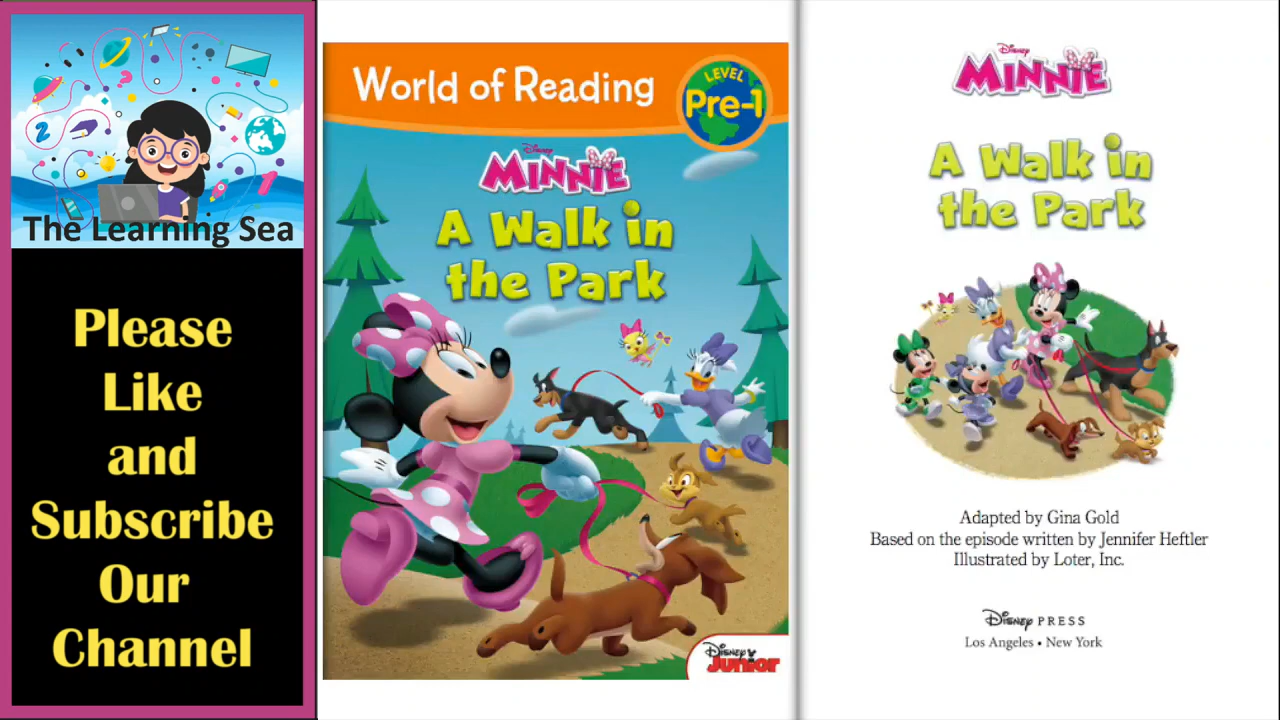 The Learning Sea
Please
Like
and
Subscribe
Our
Channel
World of Reading
LEVEL
Pre-1
Disney
MINNIE
A Walk in
the Park
Disney
Junior
Disney
MINNIE
A Walk in
the Park
Adapted by Gina Gold
Based on the episode written by Jennifer Heftler
Illustrated by Loter, Inc.
Disney PRESS
Los Angeles • New York